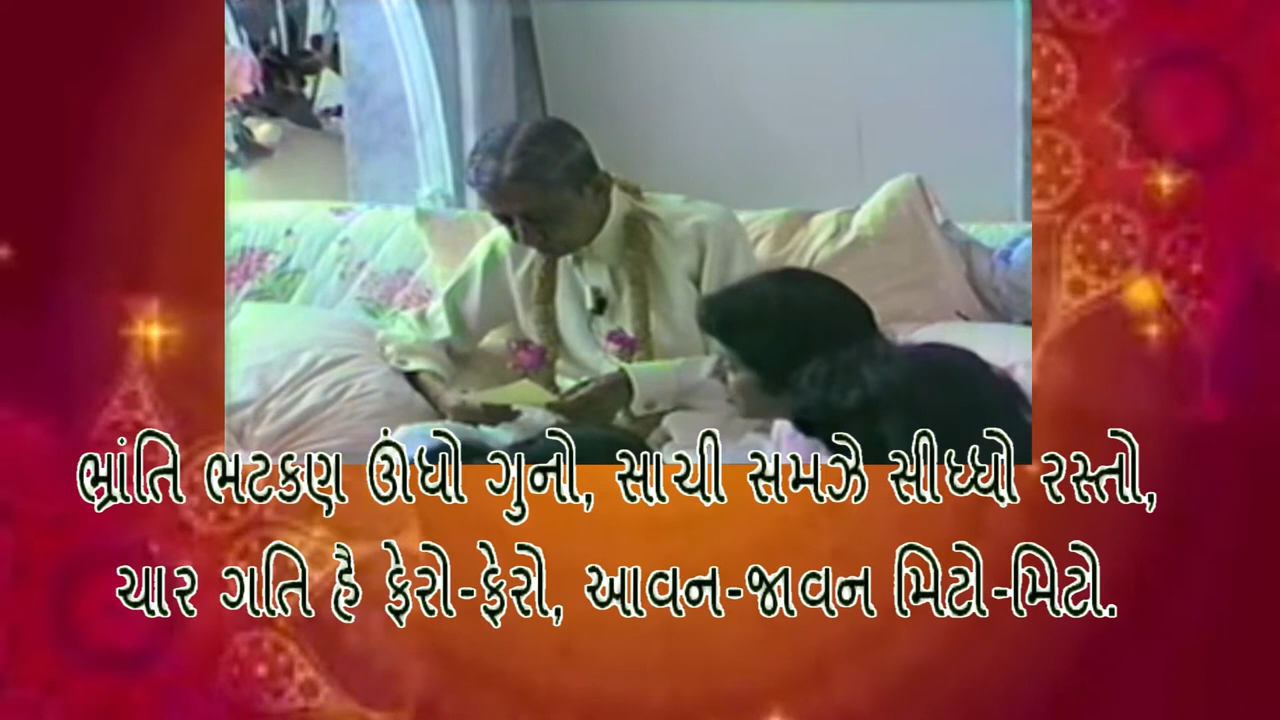 ભ્રાંતિ ભટકણ ઊંધો ગુનો, સાચી સમઝે સીધ્ધો રસ્તો,
ચાર ગતિ હૈ ફેરો-ફેરો, આવન-જાવન મિટો-મિટો.